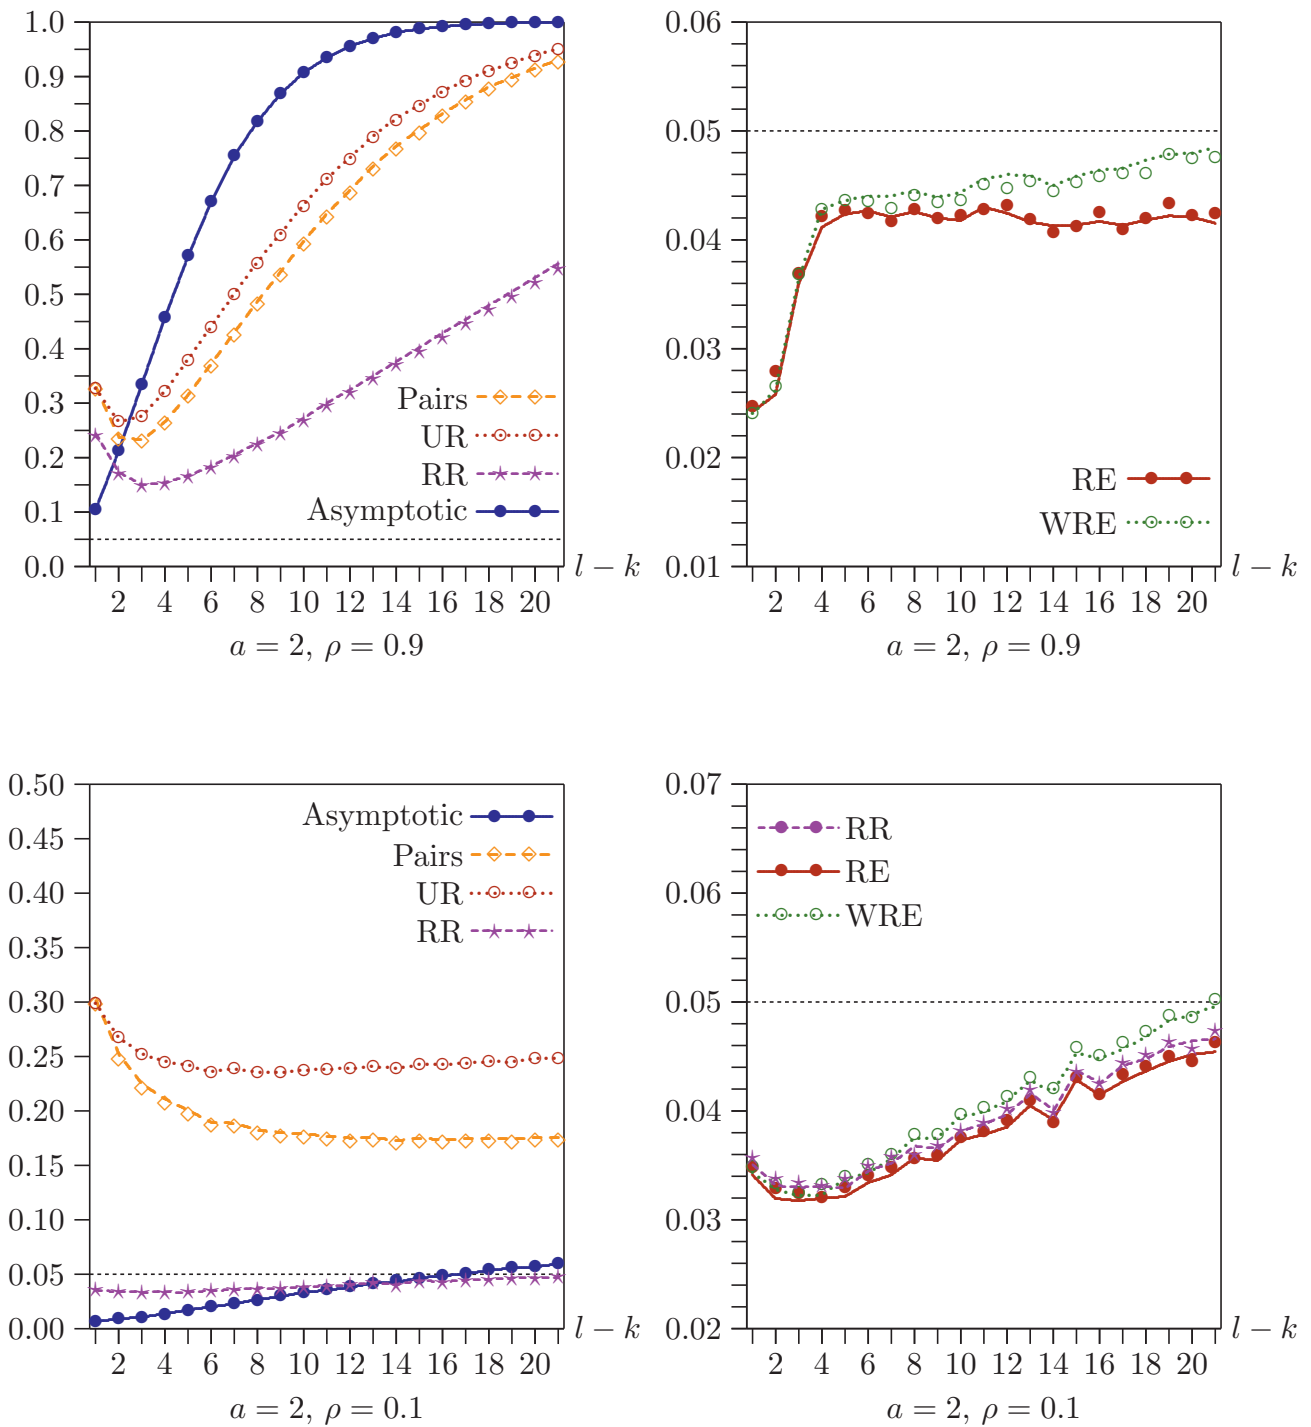 1.0
0.9
0.8
0.7
0.6
0.5
0.4
0.3
0.2
0.1
0.0
Pairs
UR
RR
Asymptotic
2 4 6 8 10 12 14 16 18 20
l − k
a = 2, ρ = 0.9
0.06
0.05
0.04
0.03
0.02
0.01
RE
WRE
2 4 6 8 10 12 14 16 18 20
l − k
a = 2, ρ = 0.9
0.50
0.45
0.40
0.35
0.30
0.25
0.20
0.15
0.10
0.05
0.00
Asymptotic
Pairs
UR
RR
2 4 6 8 10 12 14 16 18 20
l − k
a = 2, ρ = 0.1
0.07
0.06
0.05
0.04
0.03
0.02
RR
RE
WRE
2 4 6 8 10 12 14 16 18 20
l − k
a = 2, ρ = 0.1